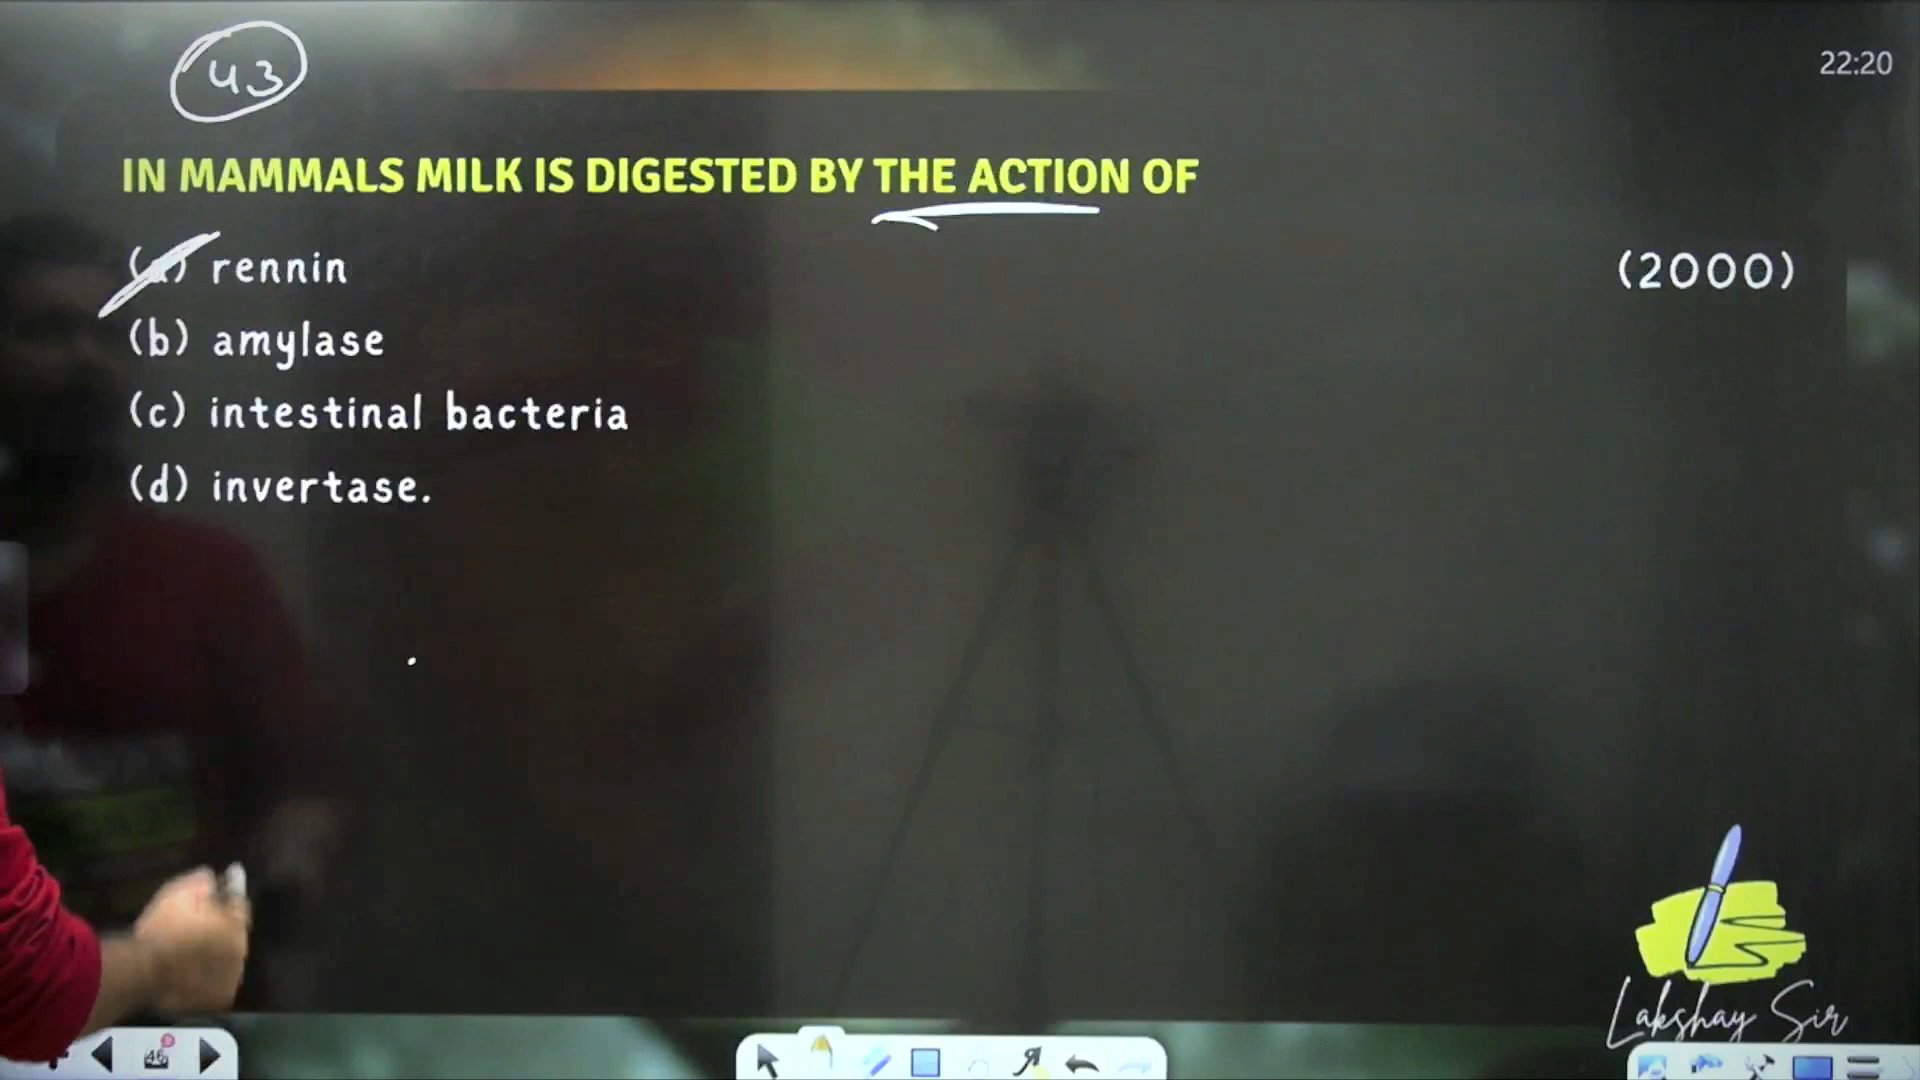 43
22:20
IN MAMMALS MILK IS DIGESTED BY THE ACTION OF
(a) rennin
(2000)
(b) amylase
(c) intestinal bacteria
(d) invertase.
Lakshay Sir
46